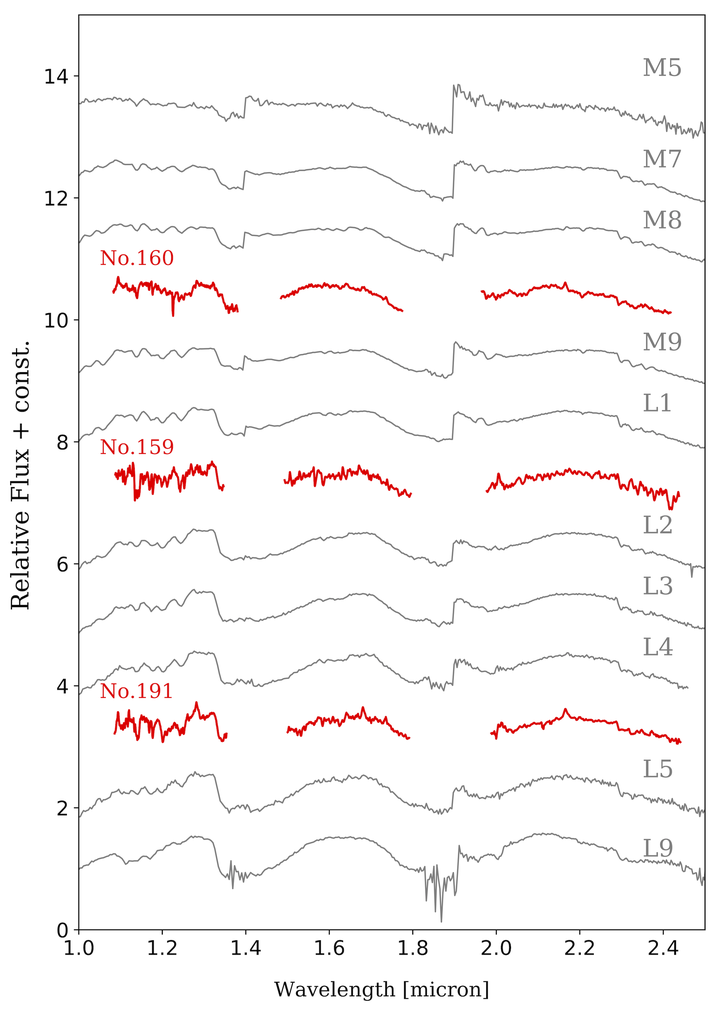 14
M5
M7
12
M8
No.160
10
M9
L1
8
No.159
L2
6
L3
L4
4
No.191
L5
2
L9
0
1.0 1.2 1.4 1.6 1.8 2.0 2.2 2.4
Wavelength [micron]
Relative Flux + const.